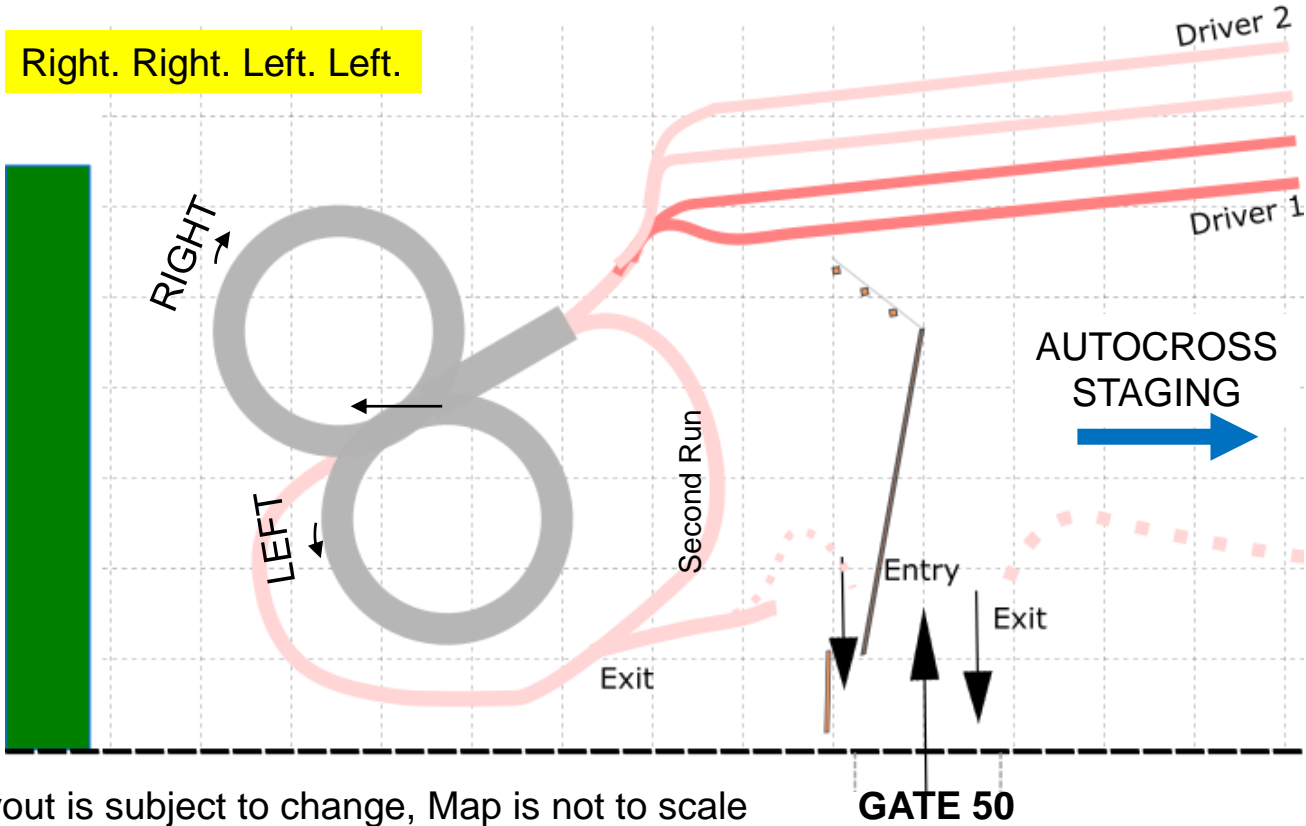 Driver 2
Right. Right. Left. Left.
RIGHT
Driver 1
AUTOCROSS
STAGING
Second Run
LEFT
Entry
Exit
Exit
yout is subject to change, Map is not to scale
GATE 50